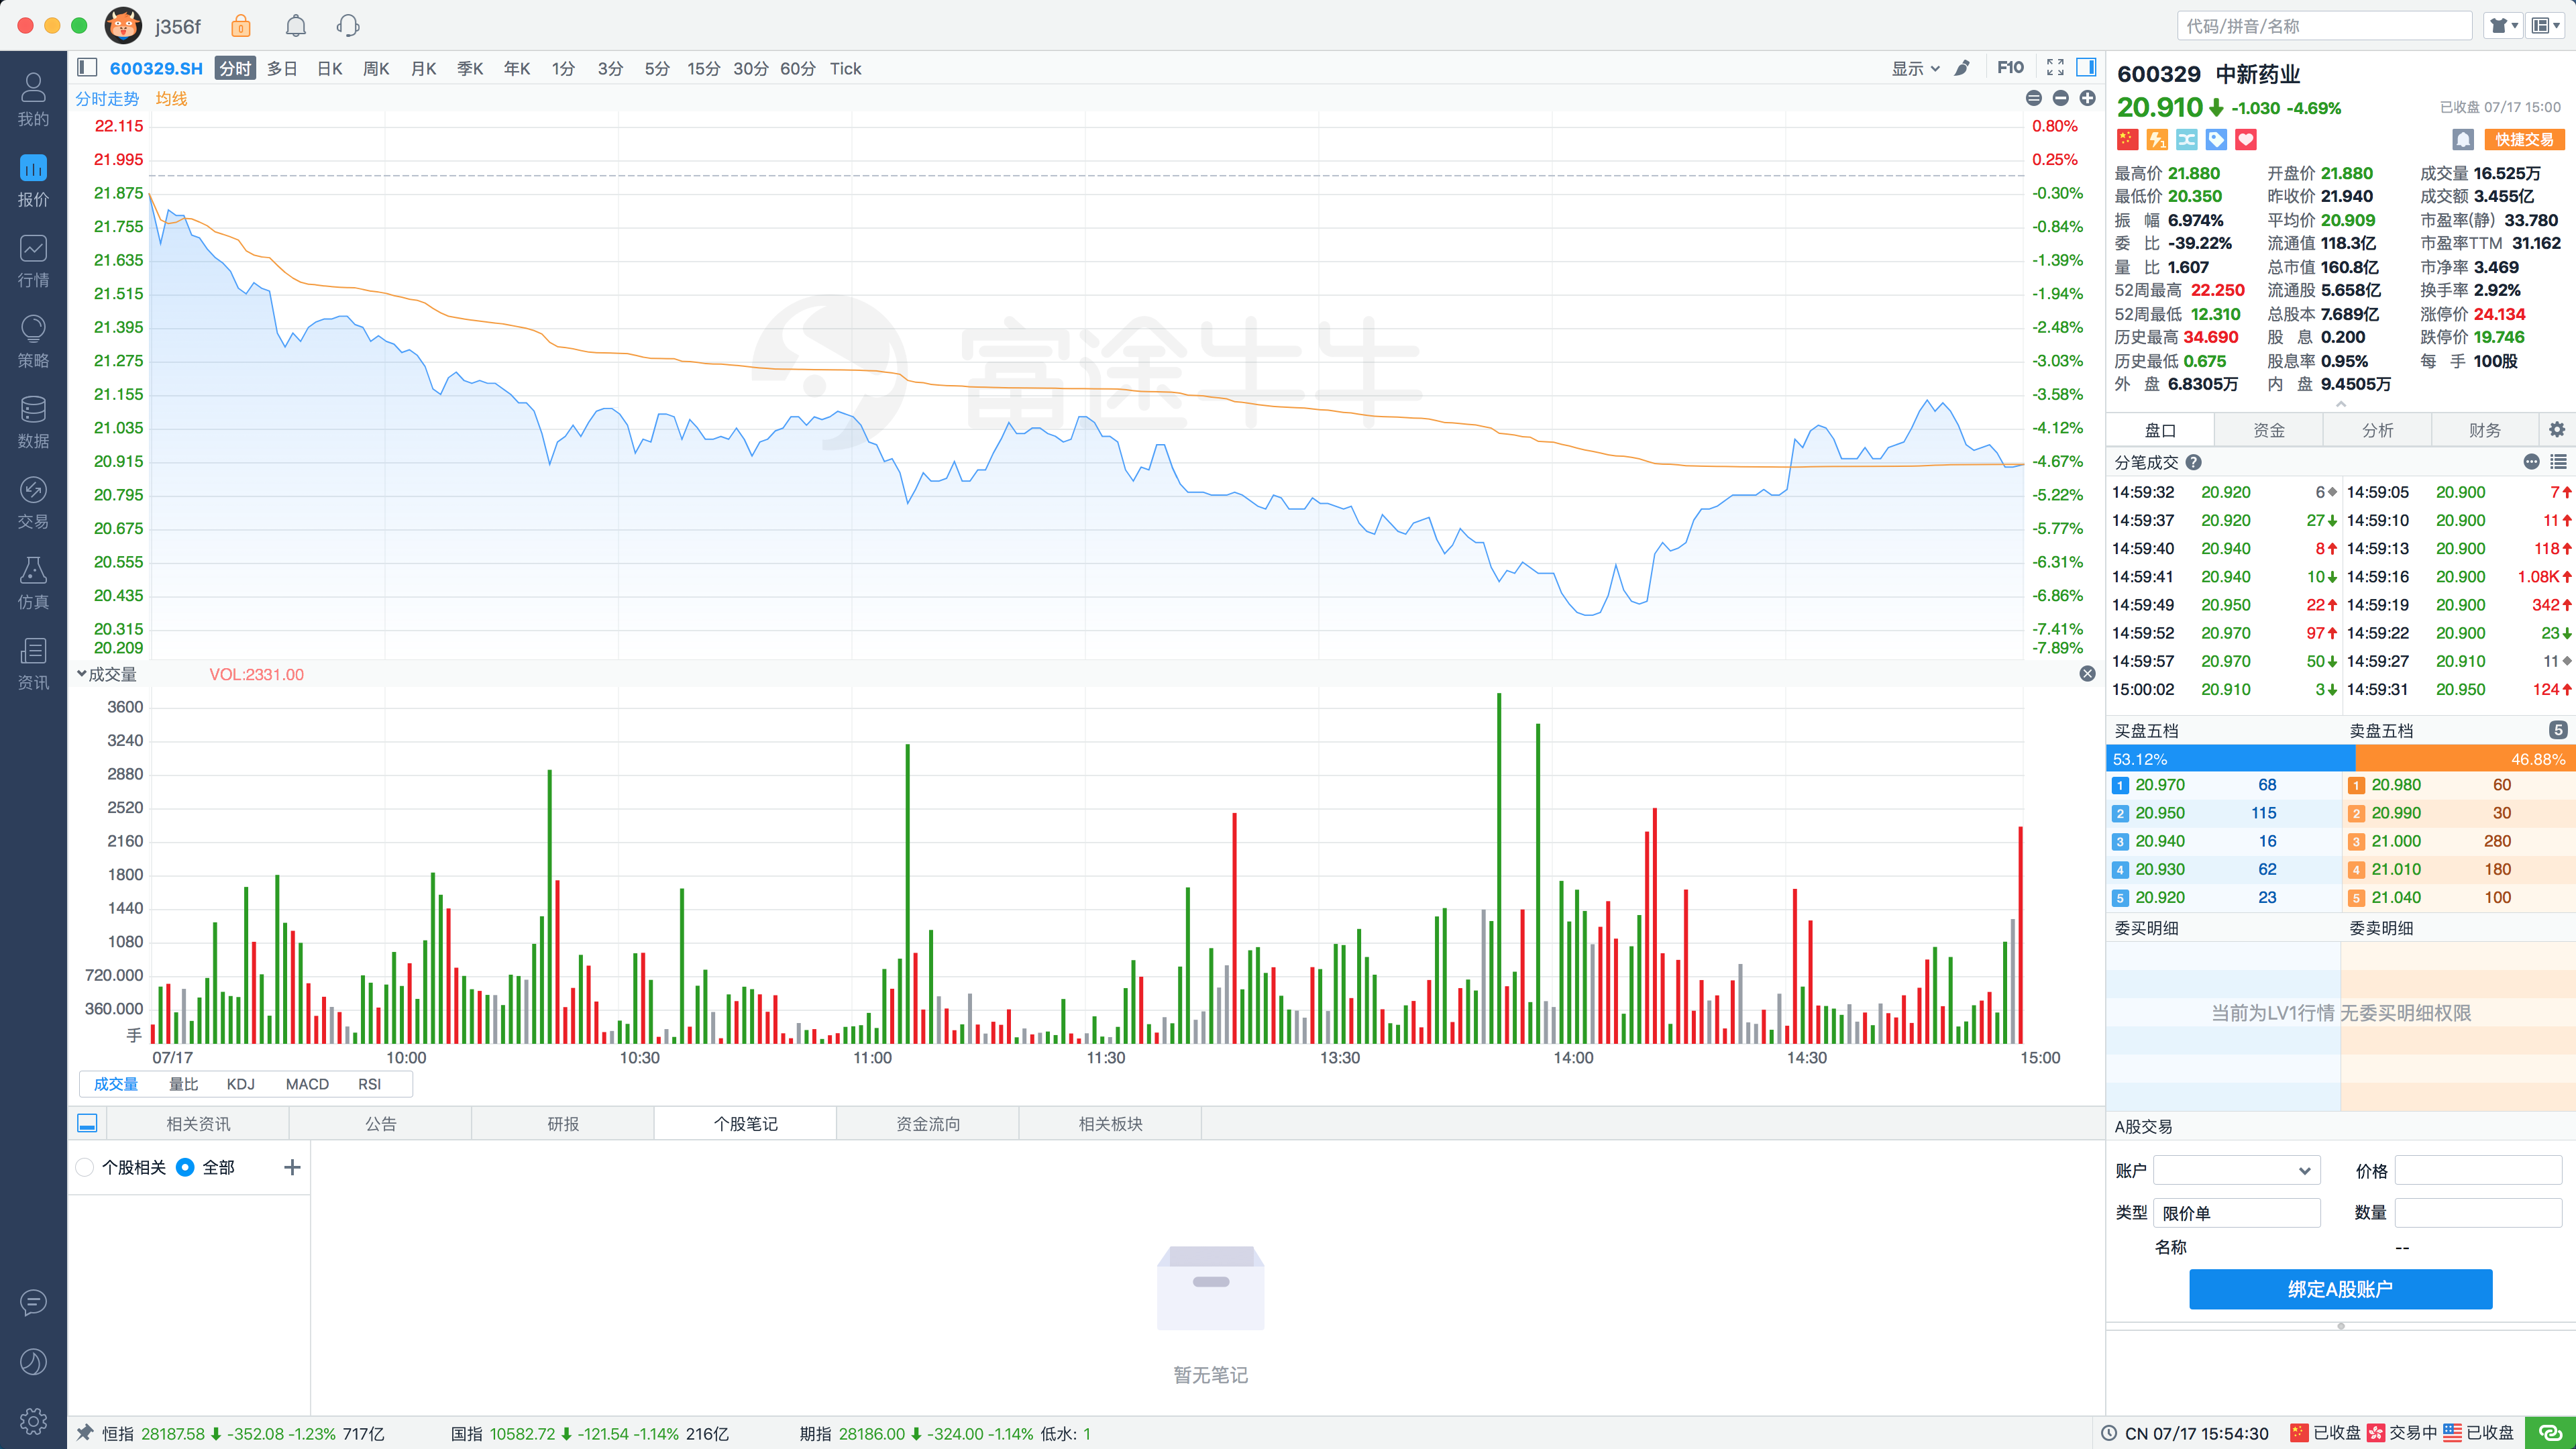 j356f
代码/拼音/名称
我的
报价
行情
策略
数据
交易
仿真
资讯
600329.SH 分时 多日 日K 周K 月K 季K 年K 1分 3分 5分 15分 30分 60分 Tick
显示 F10
分时走势 均线
22.115 0.80%
21.995 0.25%
21.875 -0.30%
21.755 -0.84%
21.635 -1.39%
21.515 -1.94%
21.395 -2.48%
21.275 -3.03%
21.155 -3.58%
21.035 -4.12%
20.915 -4.67%
20.795 -5.22%
20.675 -5.77%
20.555 -6.31%
20.435 -6.86%
20.315 -7.41%
20.209 -7.89%
富途牛牛
成交量 VOL:2331.00
3600
3240
2880
2520
2160
1800
1440
1080
720.000
360.000
手
07/17 10:00 10:30 11:00 11:30 13:30 14:00 14:30 15:00
成交量 量比 KDJ MACD RSI
相关资讯 公告 研报 个股笔记 资金流向 相关板块
个股相关 全部
暂无笔记
600329 中新药业
20.910 -1.030 -4.69% 已收盘 07/17 15:00
快捷交易
最高价 21.880 开盘价 21.880 成交量 16.525万
最低价 20.350 昨收价 21.940 成交额 3.455亿
振 幅 6.974% 平均价 20.909 市盈率(静) 33.780
委 比 -39.22% 流通值 118.3亿 市盈率TTM 31.162
量 比 1.607 总市值 160.8亿 市净率 3.469
52周最高 22.250 流通股 5.658亿 换手率 2.92%
52周最低 12.310 总股本 7.689亿 涨停价 24.134
历史最高 34.690 股 息 0.200 跌停价 19.746
历史最低 0.675 股息率 0.95% 每 手 100股
外 盘 6.8305万 内 盘 9.4505万
盘口 资金 分析 财务
分笔成交
14:59:32 20.920 6 14:59:05 20.900 7
14:59:37 20.920 27 14:59:10 20.900 11
14:59:40 20.940 8 14:59:13 20.900 118
14:59:41 20.940 10 14:59:16 20.900 1.08K
14:59:49 20.950 22 14:59:19 20.900 342
14:59:52 20.970 97 14:59:22 20.900 23
14:59:57 20.970 50 14:59:27 20.910 11
15:00:02 20.910 3 14:59:31 20.950 124
买盘五档 卖盘五档 5
53.12% 46.88%
1 20.970 68 1 20.980 60
2 20.950 115 2 20.990 30
3 20.940 16 3 21.000 280
4 20.930 62 4 21.010 180
5 20.920 23 5 21.040 100
委买明细 委卖明细
当前为LV1行情 无委买明细权限
A股交易
账户 价格
类型 限价单 数量
名称 --
绑定A股账户
恒指 28187.58 -352.08 -1.23% 717亿 国指 10582.72 -121.54 -1.14% 216亿 期指 28186.00 -324.00 -1.14% 低水: 1
CN 07/17 15:54:30 已收盘 交易中 已收盘